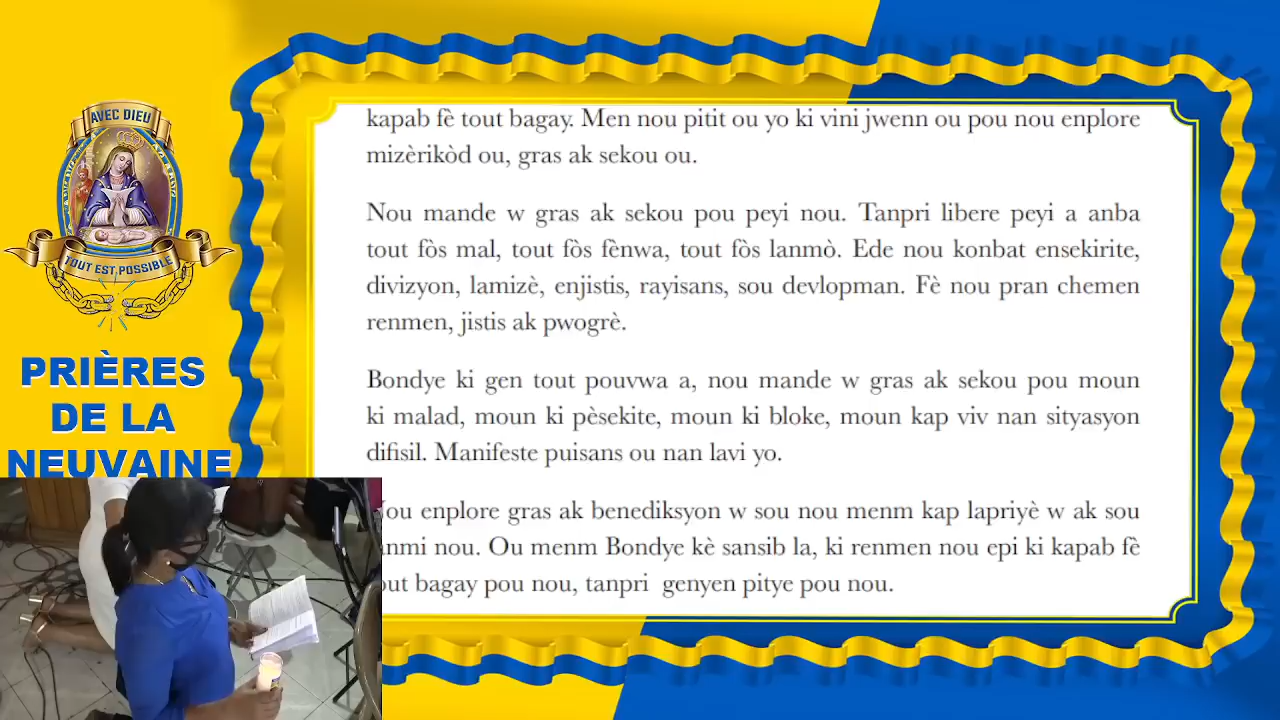 AVEC DIEU
TOUT EST POSSIBLE
PRIÈRES
DE LA
NEUVAINE
kapab fè tout bagay. Men nou pitit ou yo ki vini jwenn ou pou nou enplore
mizèrikòd ou, gras ak sekou ou.
Nou mande w gras ak sekou pou peyi nou. Tanpri libere peyi a anba
tout fòs mal, tout fòs fènwa, tout fòs lanmò. Ede nou konbat ensekirite,
divizyon, lamizè, enjistis, rayisans, sou devlopman. Fè nou pran chemen
renmen, jistis ak pwogrè.
Bondye ki gen tout pouvwa a, nou mande w gras ak sekou pou moun
ki malad, moun ki pèsekite, moun ki bloke, moun kap viv nan sityasyon
difisil. Manifeste puisans ou nan lavi yo.
ou enplore gras ak benediksyon w sou nou menm kap lapriyè w ak sou
anmi nou. Ou menm Bondye kè sansib la, ki renmen nou epi ki kapab fè
out bagay pou nou, tanpri genyen pitye pou nou.